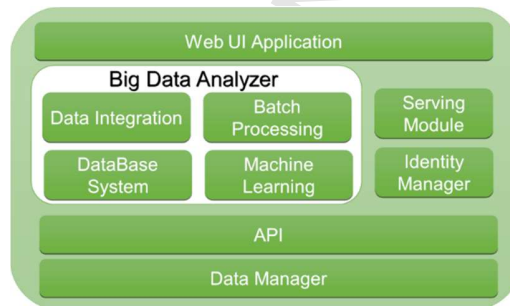 Web UI Application
Big Data Analyzer
Data Integration
Batch
Processing
DataBase
System
Machine
Learning
Serving
Module
Identity
Manager
API
Data Manager